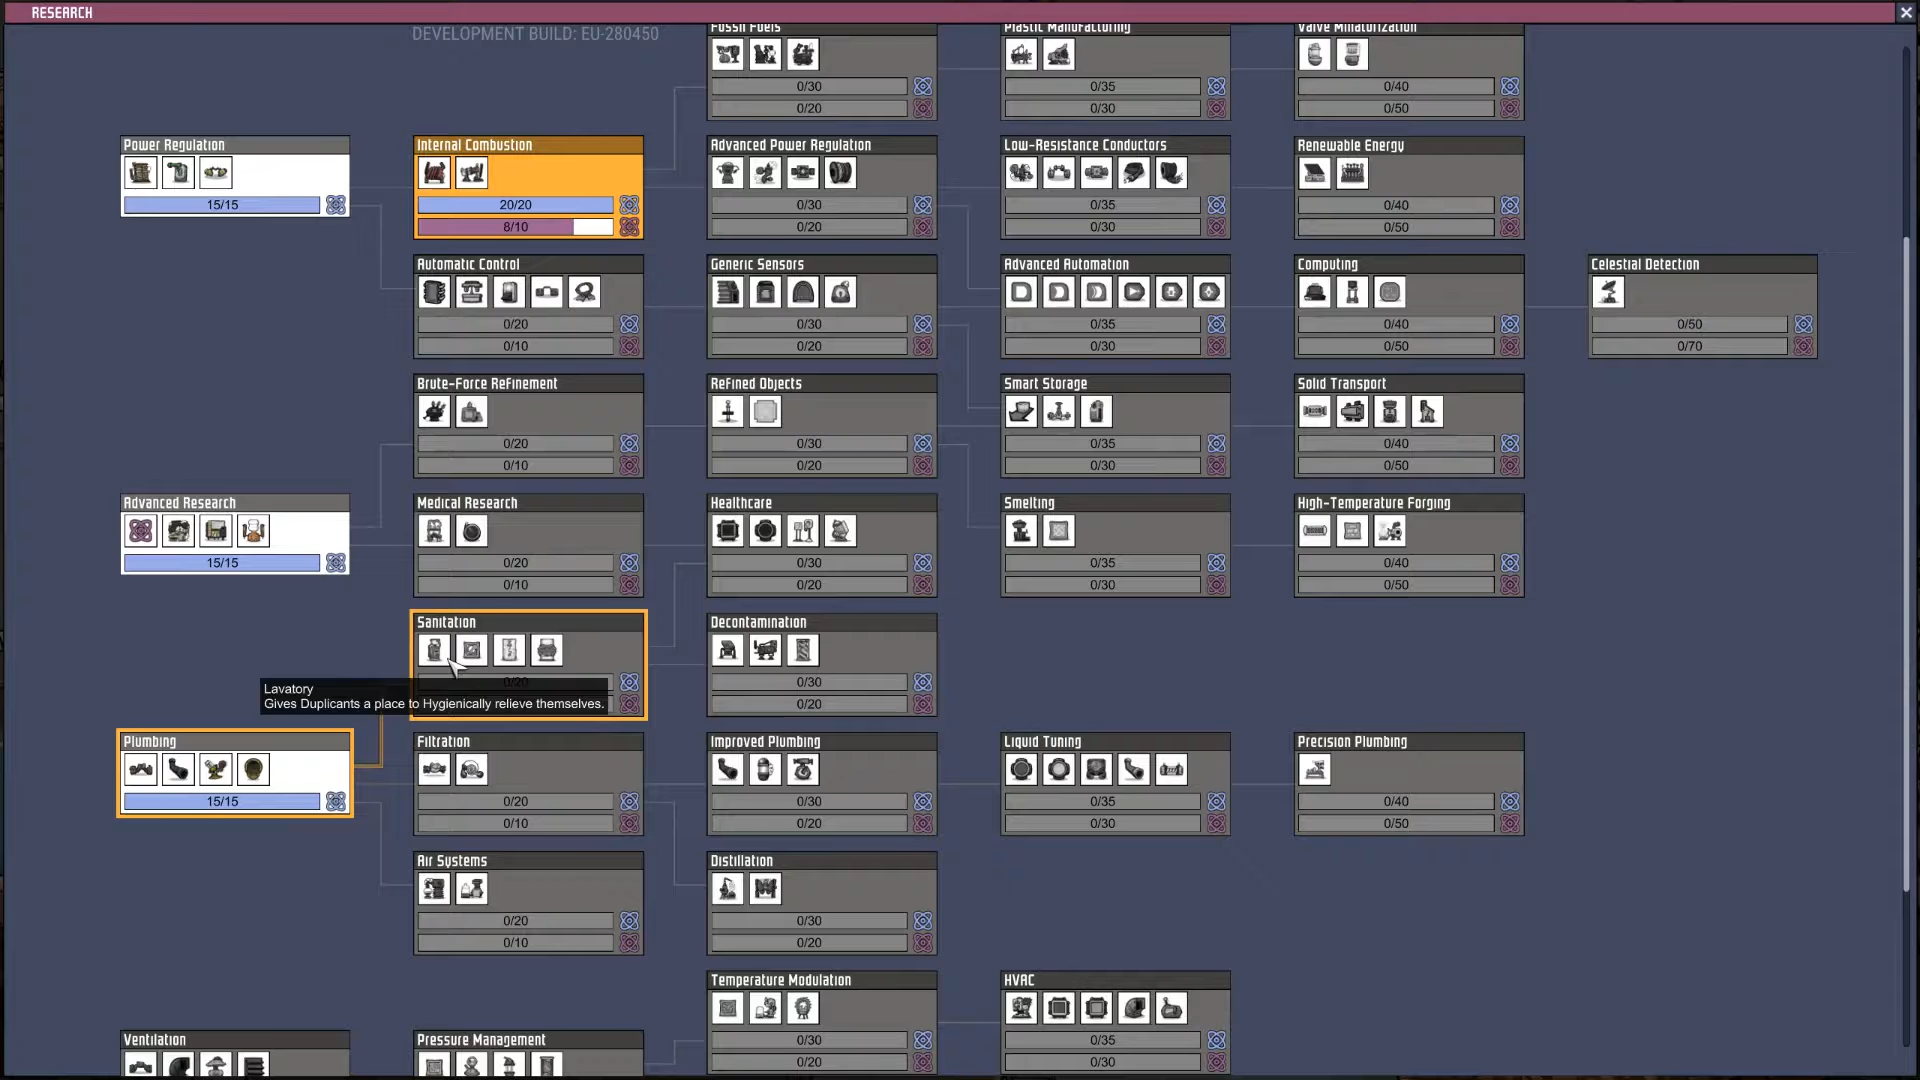 RESEARCH
DEVELOPMENT BUILD: EU-280450
Fossil Fuels
0/30
0/20
Plastic Manufacturing
0/35
0/30
Valve Miniaturization
0/40
0/50
Power Regulation
15/15
Internal Combustion
20/20
8/10
Advanced Power Regulation
0/30
0/20
Low-Resistance Conductors
0/35
0/30
Renewable Energy
0/40
0/50
Automatic Control
0/20
0/10
Generic Sensors
0/30
0/20
Advanced Automation
0/35
0/30
Computing
0/40
0/50
Celestial Detection
0/50
0/70
Brute-Force Refinement
0/20
0/10
Refined Objects
0/30
0/20
Smart Storage
0/35
0/30
Solid Transport
0/40
0/50
Advanced Research
15/15
Medical Research
0/20
0/10
Healthcare
0/30
0/20
Smelting
0/35
0/30
High-Temperature Forging
0/40
0/50
Sanitation
0/20
Lavatory
Gives Duplicants a place to Hygienically relieve themselves.
Decontamination
0/30
0/20
Plumbing
15/15
Filtration
0/20
0/10
Improved Plumbing
0/30
0/20
Liquid Tuning
0/35
0/30
Precision Plumbing
0/40
0/50
Air Systems
0/20
0/10
Distillation
0/30
0/20
Temperature Modulation
0/30
0/20
HVAC
0/35
0/30
Ventilation
Pressure Management